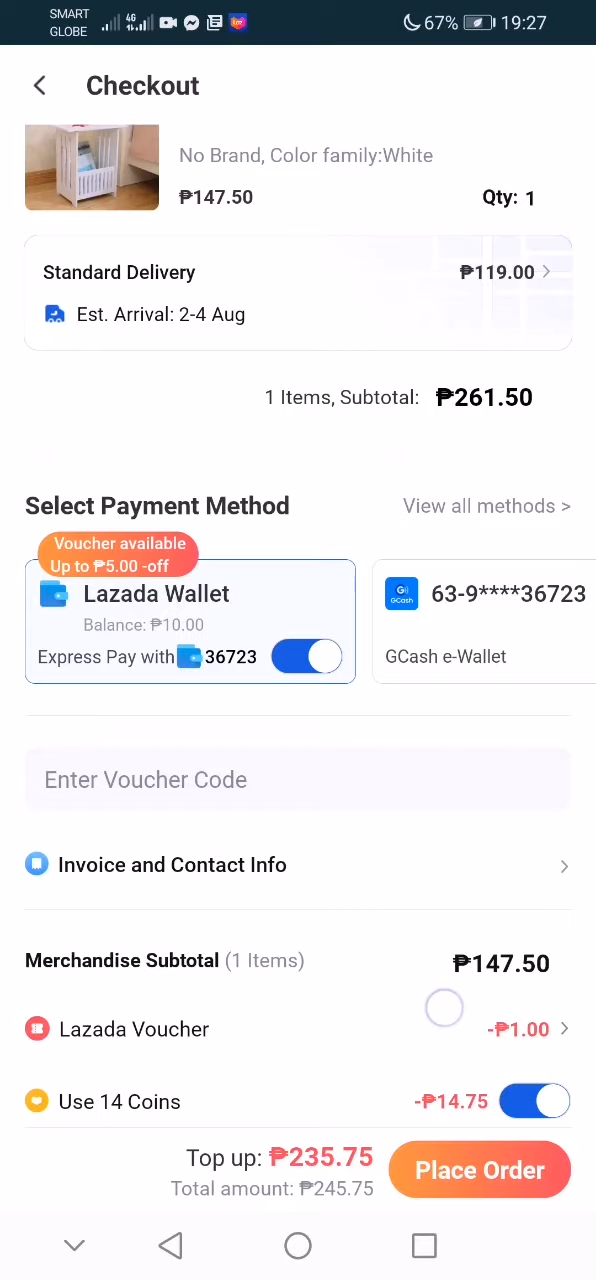 SMART
GLOBE
4G
67%
19:27
Checkout
No Brand, Color family:White
₱147.50
Qty: 1
Standard Delivery
₱119.00
Est. Arrival: 2-4 Aug
1 Items, Subtotal: ₱261.50
Select Payment Method
View all methods >
Voucher available
Up to ₱5.00 -off
Lazada Wallet
Balance: ₱10.00
Express Pay with 36723
GCash
63-9****36723
GCash e-Wallet
Enter Voucher Code
Invoice and Contact Info
Merchandise Subtotal (1 Items)
₱147.50
Lazada Voucher
-₱1.00
Use 14 Coins
-₱14.75
Top up: ₱235.75
Total amount: ₱245.75
Place Order